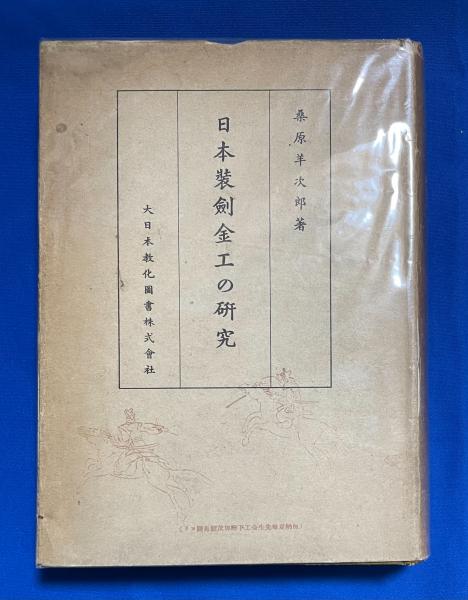 桑原羊次郎著
日本装劍金工の研究
大日本教化圖書株式會社